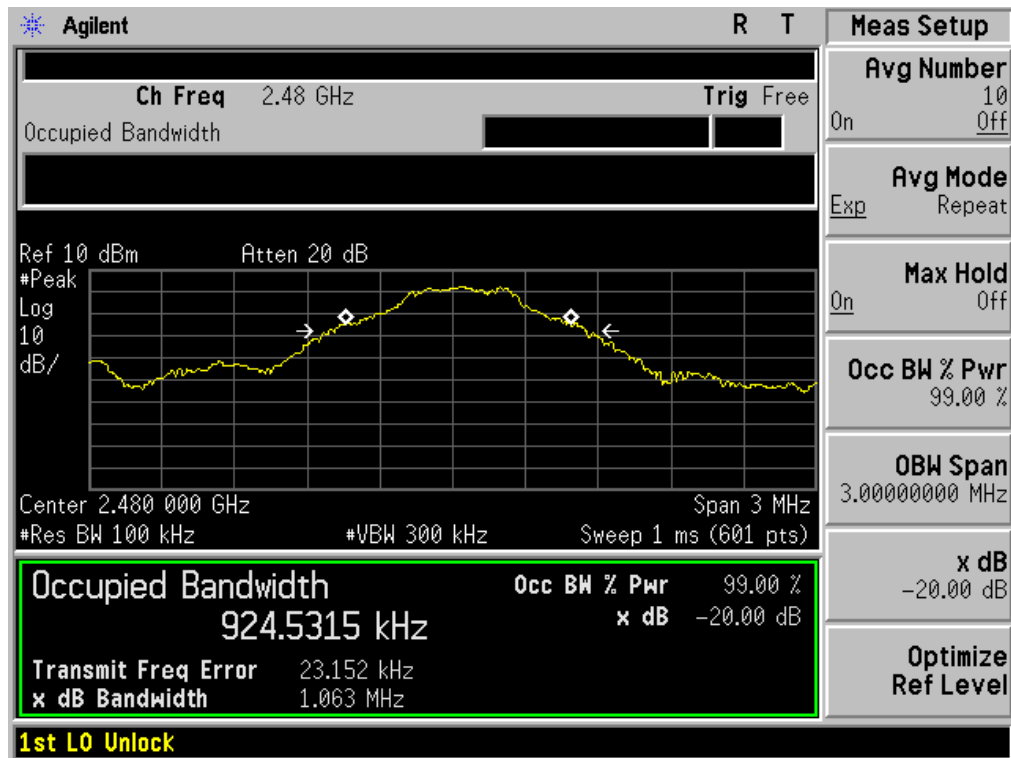 Agilent R T Meas Setup
Ch Freq 2.48 GHz Trig Free
Occupied Bandwidth
Avg Number
10
On Off
Avg Mode
Exp Repeat
Max Hold
On Off
Occ BW % Pwr
99.00 %
OBW Span
3.00000000 MHz
x dB
-20.00 dB
Optimize
Ref Level
Ref 10 dBm Atten 20 dB
#Peak
Log
10
dB/
Center 2.480 000 GHz Span 3 MHz
#Res BW 100 kHz #VBW 300 kHz Sweep 1 ms (601 pts)
Occupied Bandwidth Occ BW % Pwr 99.00 %
924.5315 kHz x dB -20.00 dB
Transmit Freq Error 23.152 kHz
x dB Bandwidth 1.063 MHz
1st LO Unlock